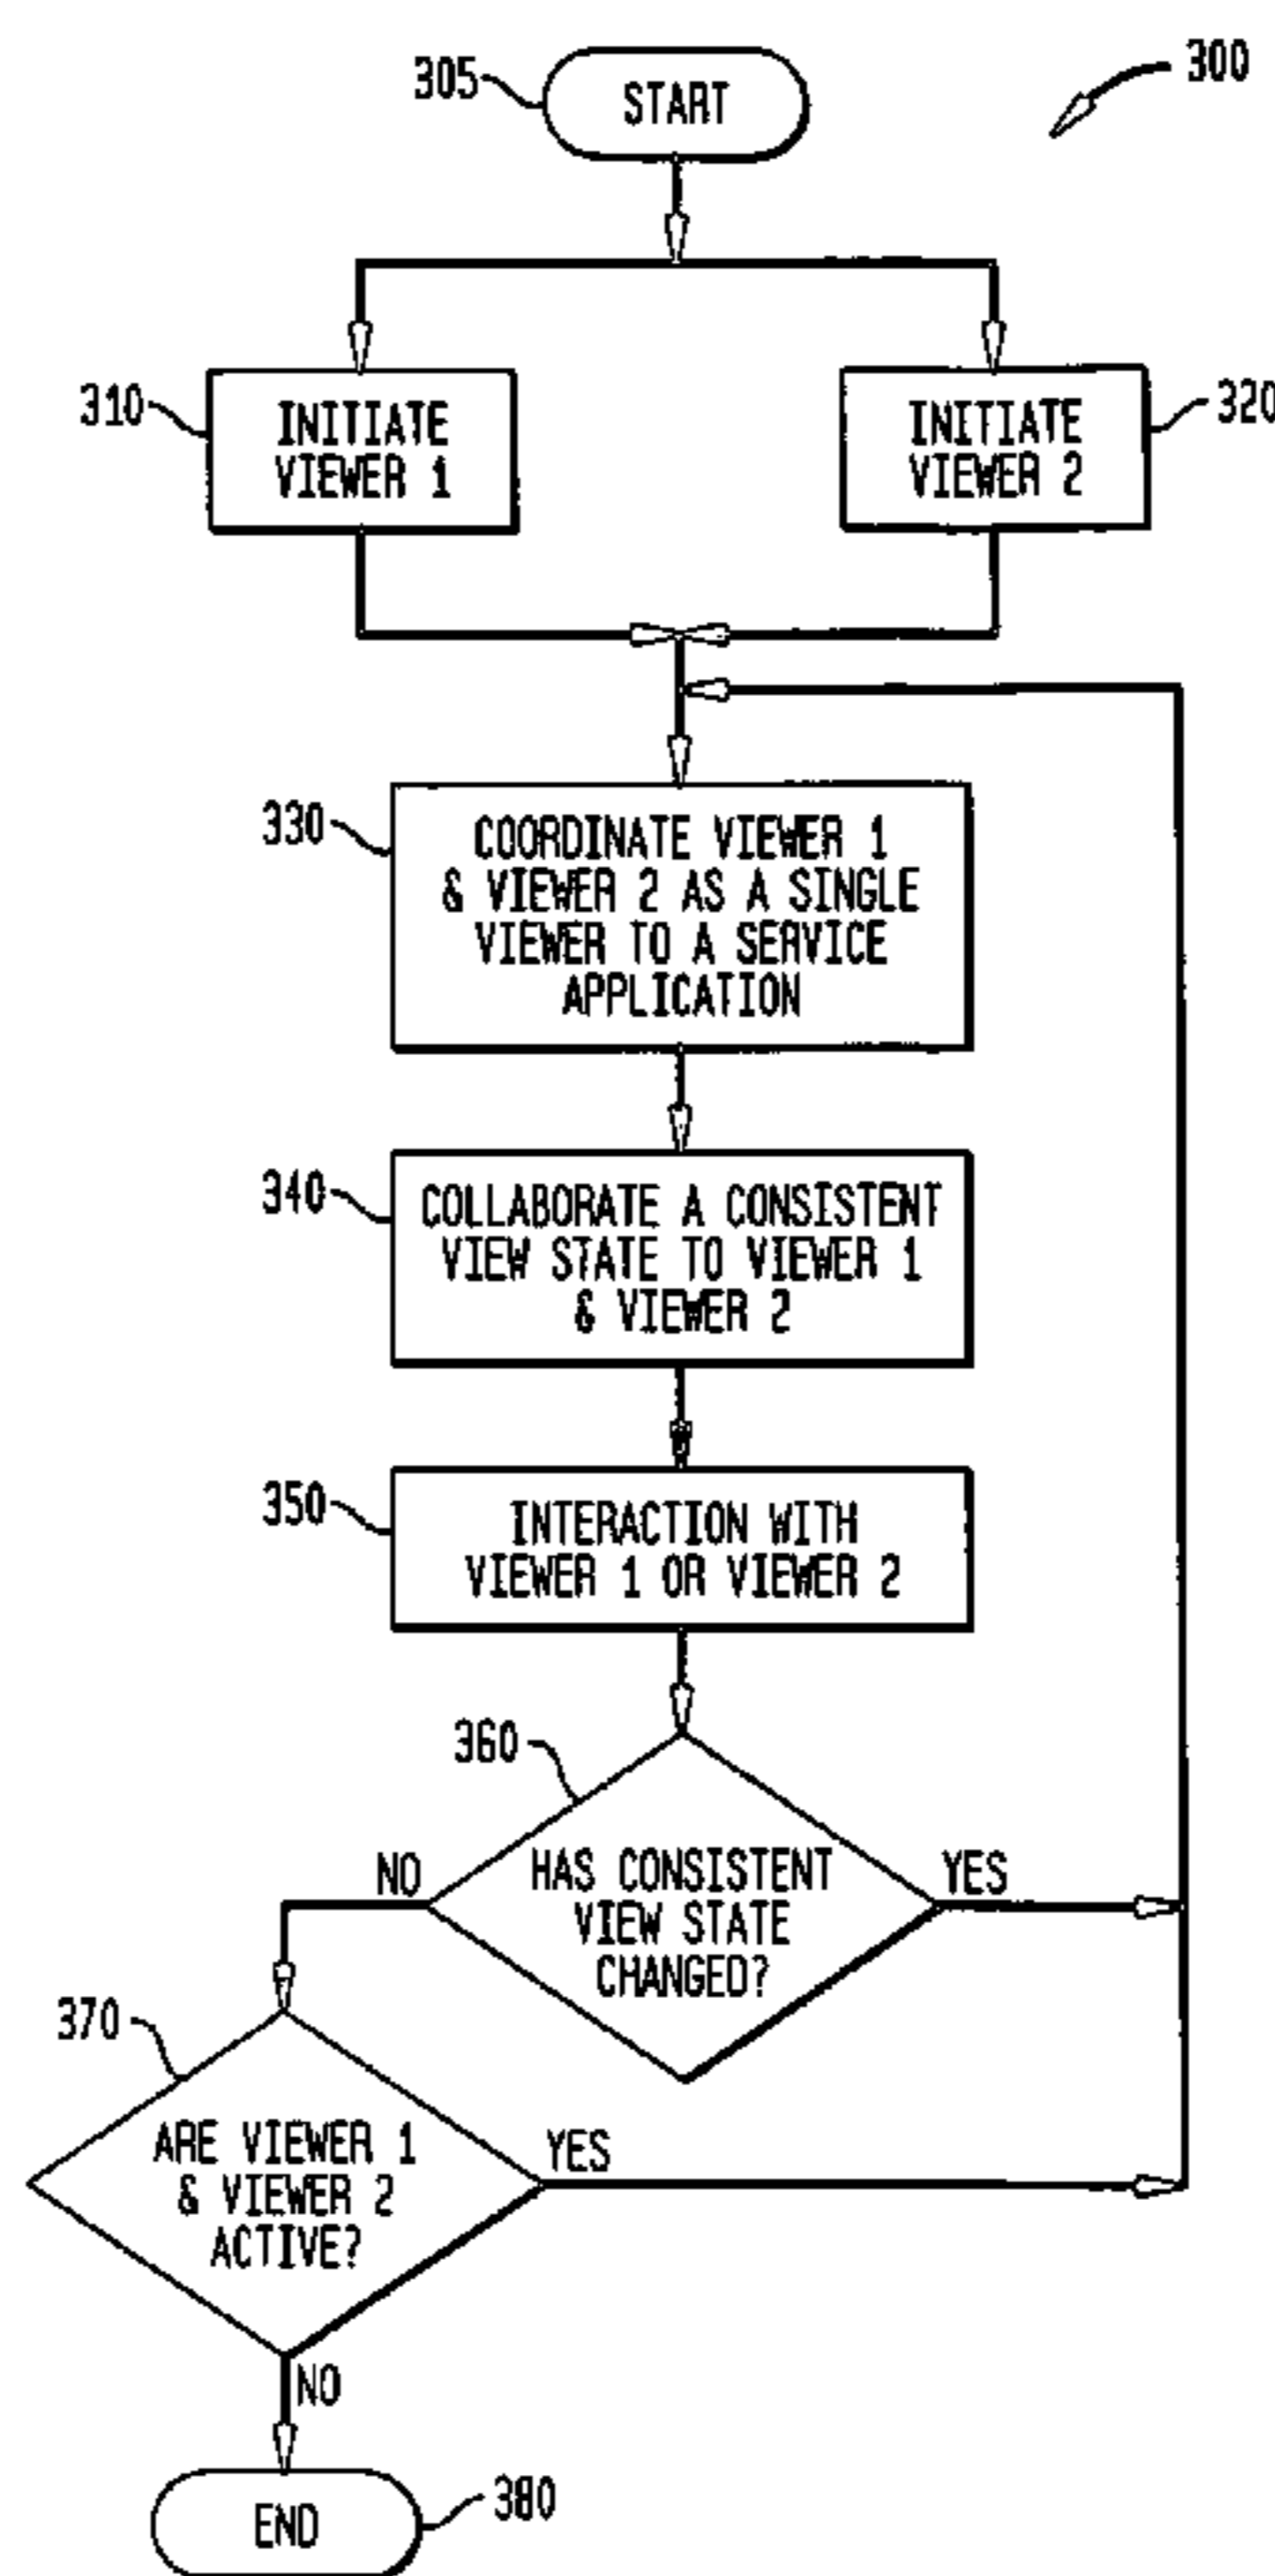 300
305
START
310
INITIATE
VIEWER 1
320
INITIATE
VIEWER 2
330
COORDINATE VIEWER 1
& VIEWER 2 AS A SINGLE
VIEWER TO A SERVICE
APPLICATION
340
COLLABORATE A CONSISTENT
VIEW STATE TO VIEWER 1
& VIEWER 2
350
INTERACTION WITH
VIEWER 1 OR VIEWER 2
360
HAS CONSISTENT
VIEW STATE
CHANGED?
NO
YES
370
ARE VIEWER 1
& VIEWER 2
ACTIVE?
YES
NO
END
380